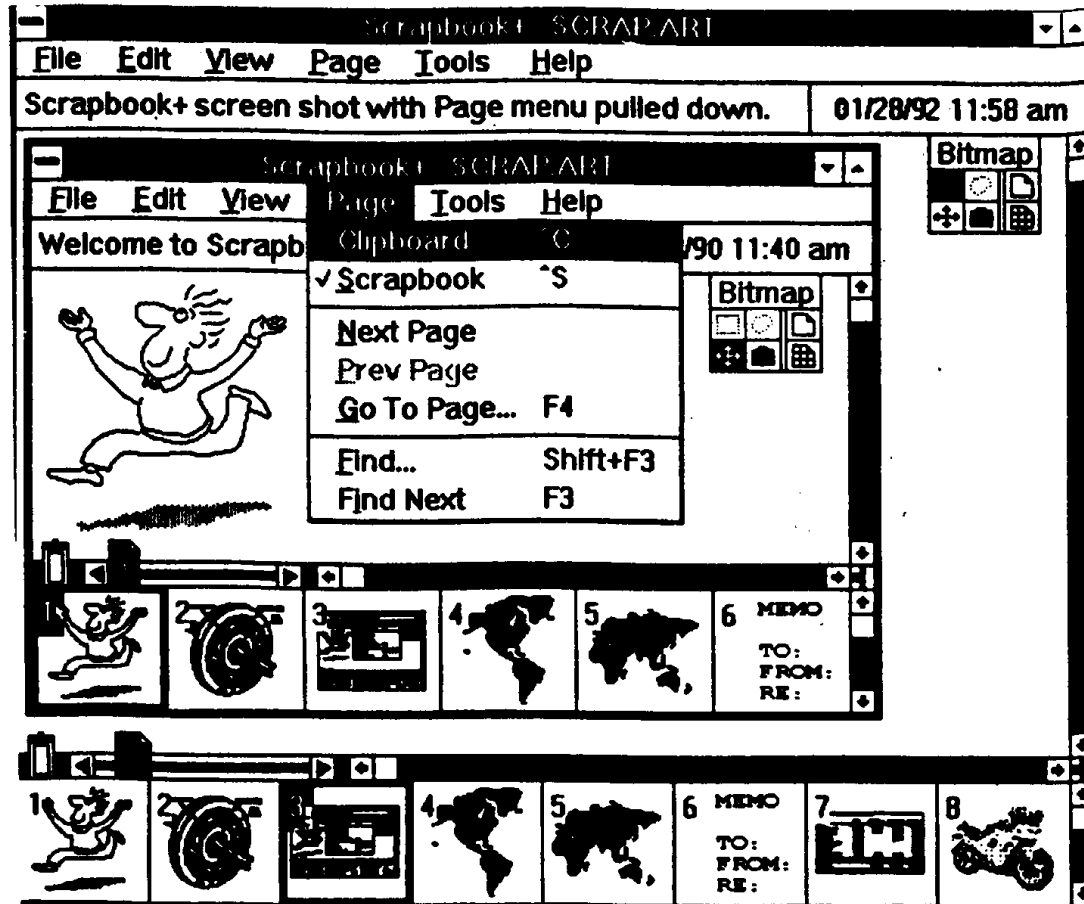 Scrapbook+ SCRAP.ART
File Edit View Page Tools Help
Scrapbook+ screen shot with Page menu pulled down. 01/28/92 11:58 am
Bitmap
Scrapbook+ SCRAP.ART
File Edit View Page Tools Help
Welcome to Scrapb /90 11:40 am
Clipboard ^C
✓ Scrapbook ^S
Bitmap
Next Page
Prev Page
Go To Page... F4
Find... Shift+F3
Find Next F3
1 2 3 4 5 6 MEMO
TO:
FROM:
RE:
1 2 3 4 5 6 MEMO 7 8
TO:
FROM:
RE: